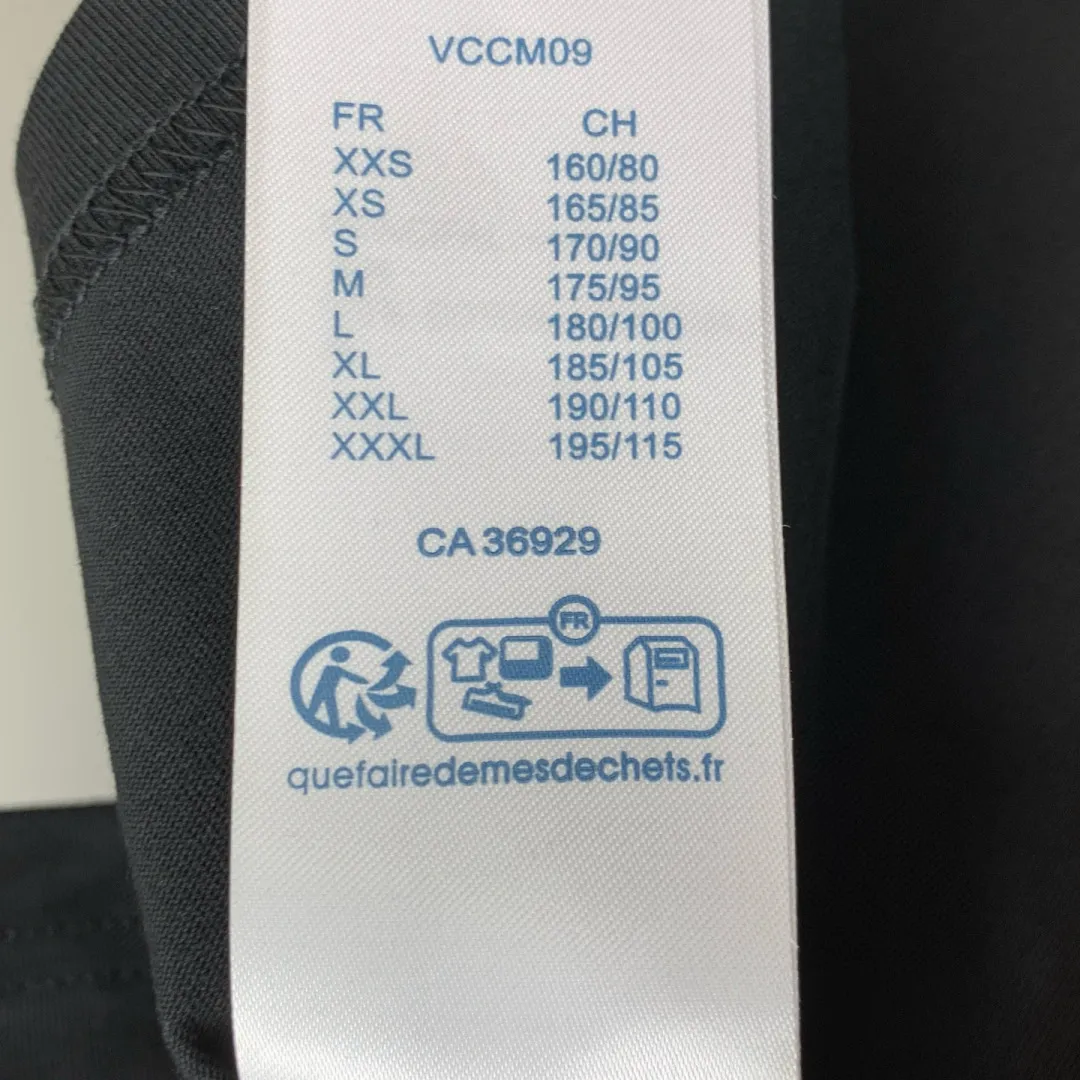 VCCM09
FR CH
XXS 160/80
XS 165/85
S 170/90
M 175/95
L 180/100
XL 185/105
XXL 190/110
XXXL 195/115
CA 36929
FR
quefairedemesdechets.fr